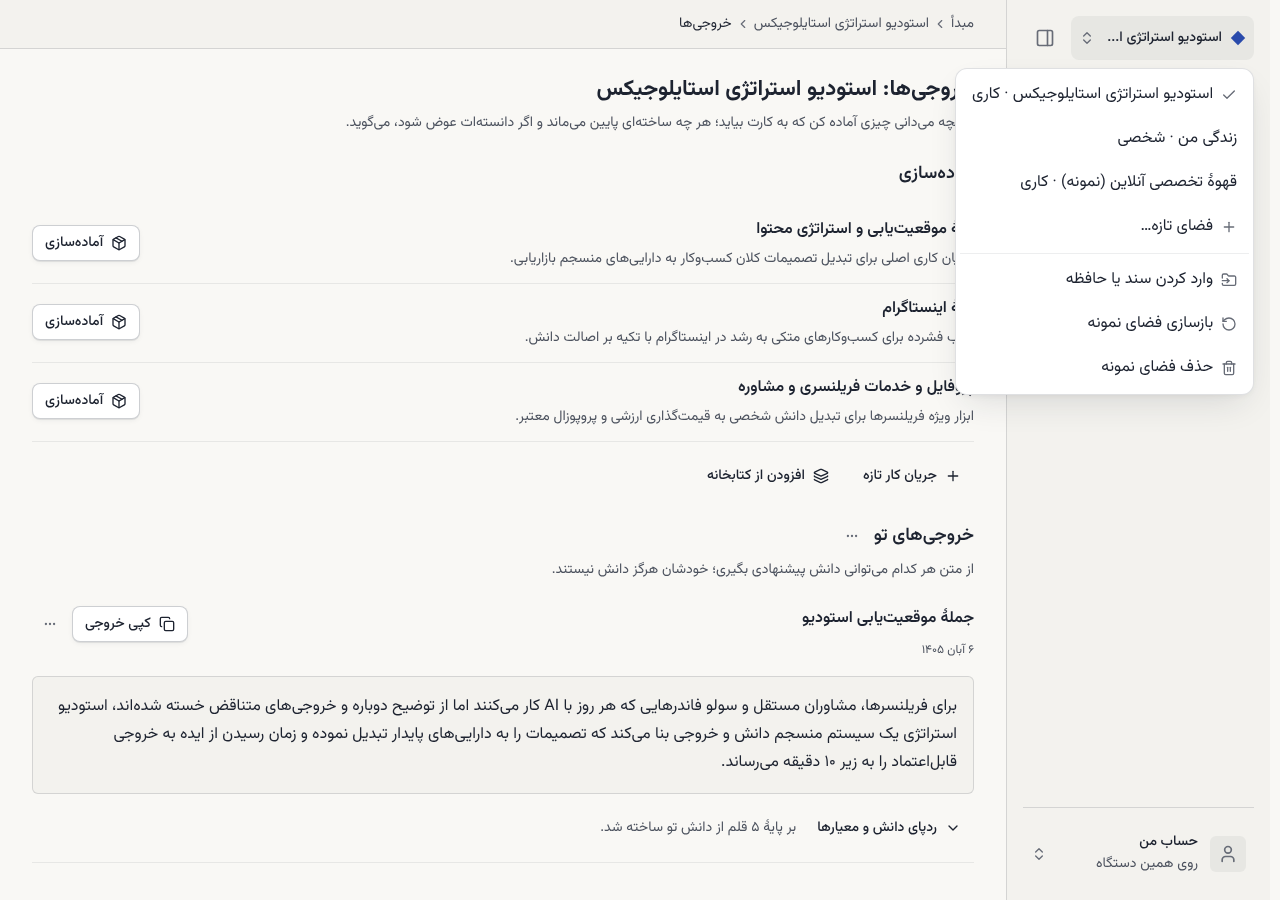 استودیو استراتژی ا...
استودیو استراتژی استایلوجیکس · کاری
زندگی من · شخصی
قهوهٔ تخصصی آنلاین (نمونه) · کاری
فضای تازه…
وارد کردن سند یا حافظه
بازسازی فضای نمونه
حذف فضای نمونه
حساب من
روی همین دستگاه
مبدأ › استودیو استراتژی استایلوجیکس › خروجی‌ها
استودیو استراتژی استایلوجیکس
می‌دانی چیزی آماده کن که به کارت بیاید؛ هر چه ساخته‌ای پایین می‌ماند و اگر دانسته‌ات عوض شود، می‌گوید.
موقعیت‌یابی و استراتژی محتوا
کاری اصلی برای تبدیل تصمیمات کلان کسب‌وکار به دارایی‌های منسجم بازاریابی.
آماده‌سازی
اینستاگرام
فشرده برای کسب‌وکارهای متکی به رشد در اینستاگرام با تکیه بر اصالت دانش.
آماده‌سازی
پروفایل و خدمات فریلنسری و مشاوره
ابزار ویژه فریلنسرها برای تبدیل دانش شخصی به قیمت‌گذاری ارزشی و پروپوزال معتبر.
آماده‌سازی
جریان کار تازه
افزودن از کتابخانه
خروجی‌های تو
از متن هر کدام می‌توانی دانش پیشنهادی بگیری؛ خودشان هرگز دانش نیستند.
جملهٔ موقعیت‌یابی استودیو
۶ آبان ۱۴۰۵
کپی خروجی
برای فریلنسرها، مشاوران مستقل و سولو فاندرهایی که هر روز با AI کار می‌کنند اما از توضیح دوباره و خروجی‌های متناقض خسته شده‌اند، استودیو
استراتژی یک سیستم منسجم دانش و خروجی بنا می‌کند که تصمیمات را به دارایی‌های پایدار تبدیل نموده و زمان رسیدن از ایده به خروجی
قابل‌اعتماد را به زیر ۱۰ دقیقه می‌رساند.
ردپای دانش و معیارها
بر پایهٔ ۵ قلم از دانش تو ساخته شد.